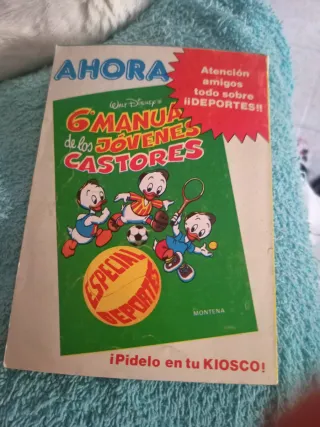 AHORA
Atención
amigos
todo sobre
¡¡DEPORTES!!
WALT DISNEY'S
6º MANUAL
de los JÓVENES
CASTORES
ESPECIAL
DEPORTES
MONTENA
¡Pídelo en tu KIOSCO!